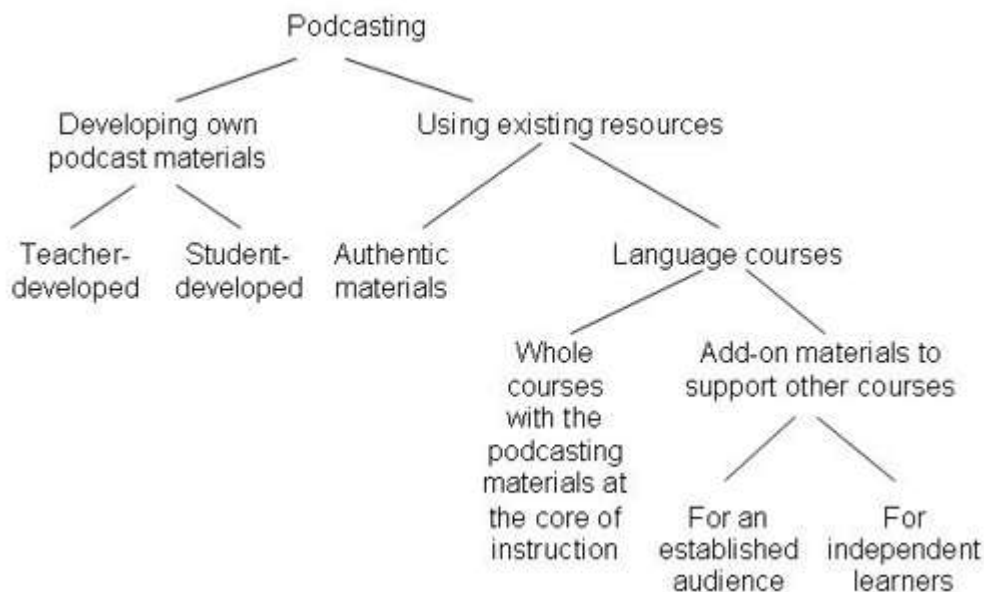 Podcasting
Developing own
podcast materials
Using existing resources
Teacher-
developed
Student-
developed
Authentic
materials
Language courses
Whole
courses
with the
podcasting
materials at
the core of
instruction
Add-on materials to
support other courses
For an
established
audience
For
independent
learners